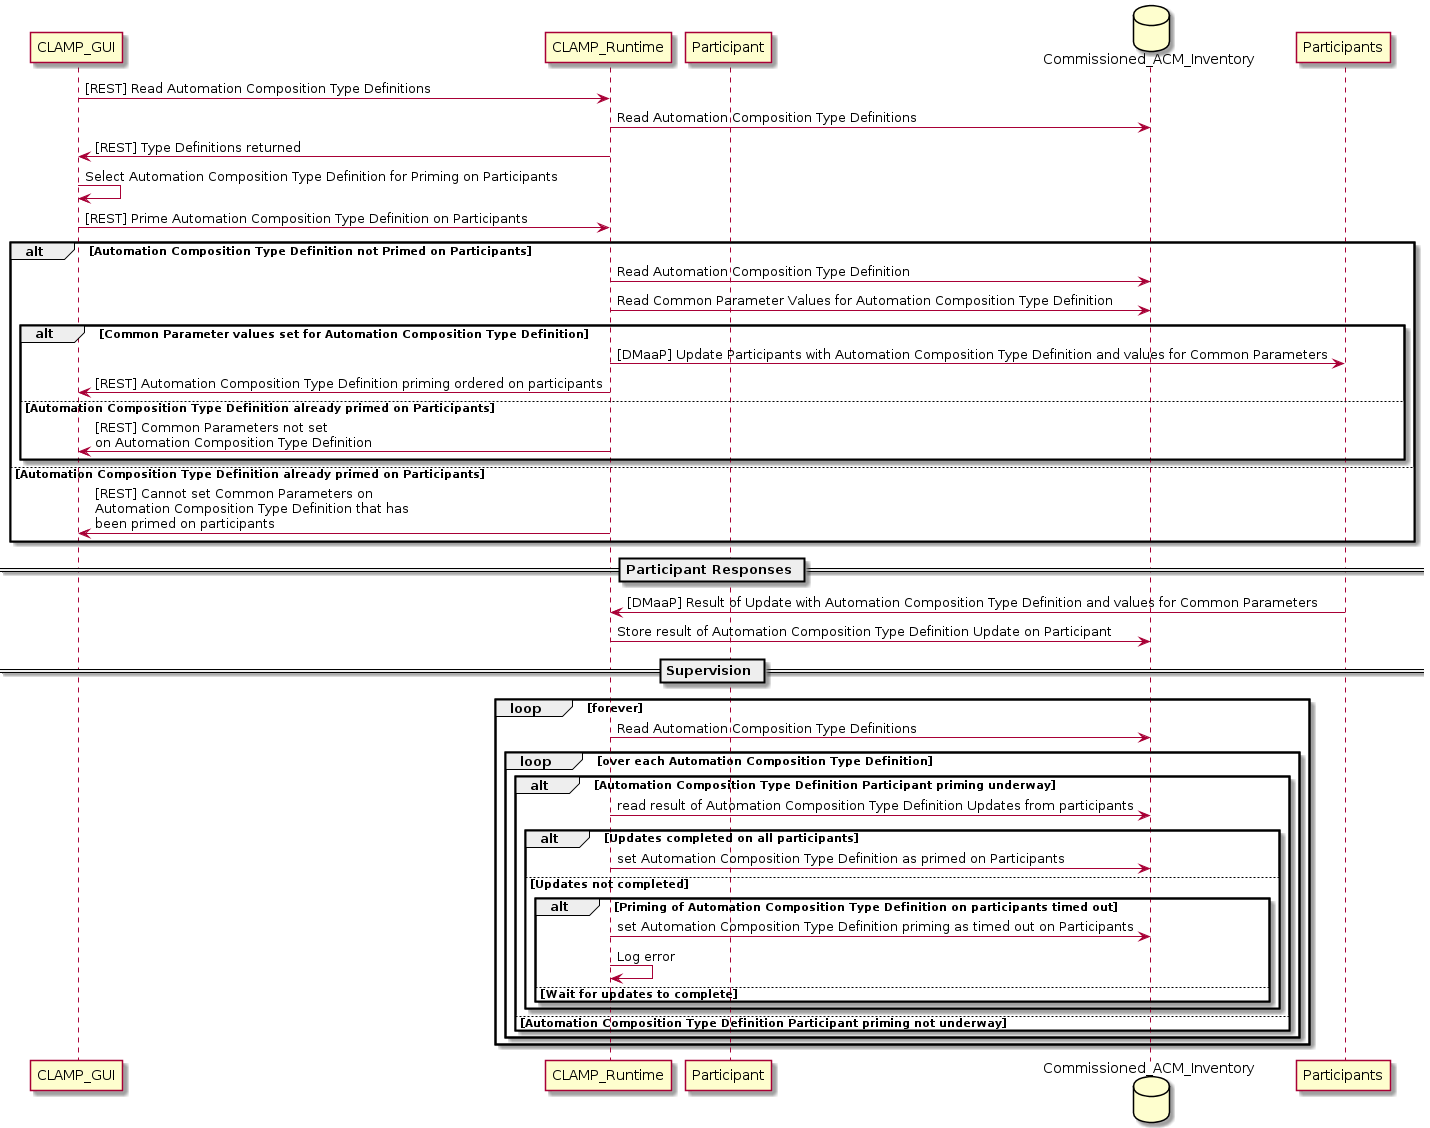 CLAMP_GUI
CLAMP_Runtime
Participant
Commissioned_ACM_Inventory
Participants
[REST] Read Automation Composition Type Definitions
Read Automation Composition Type Definitions
[REST] Type Definitions returned
Select Automation Composition Type Definition for Priming on Participants
[REST] Prime Automation Composition Type Definition on Participants
alt [Automation Composition Type Definition not Primed on Participants]
Read Automation Composition Type Definition
Read Common Parameter Values for Automation Composition Type Definition
alt [Common Parameter values set for Automation Composition Type Definition]
[DMaaP] Update Participants with Automation Composition Type Definition and values for Common Parameters
[REST] Automation Composition Type Definition priming ordered on participants
[Automation Composition Type Definition already primed on Participants]
[REST] Common Parameters not set
on Automation Composition Type Definition
[Automation Composition Type Definition already primed on Participants]
[REST] Cannot set Common Parameters on
Automation Composition Type Definition that has
been primed on participants
Participant Responses
[DMaaP] Result of Update with Automation Composition Type Definition and values for Common Parameters
Store result of Automation Composition Type Definition Update on Participant
Supervision
loop [forever]
Read Automation Composition Type Definitions
loop [over each Automation Composition Type Definition]
alt [Automation Composition Type Definition Participant priming underway]
read result of Automation Composition Type Definition Updates from participants
alt [Updates completed on all participants]
set Automation Composition Type Definition as primed on Participants
[Updates not completed]
alt [Priming of Automation Composition Type Definition on participants timed out]
set Automation Composition Type Definition priming as timed out on Participants
Log error
[Wait for updates to complete]
[Automation Composition Type Definition Participant priming not underway]
CLAMP_GUI
CLAMP_Runtime
Participant
Commissioned_ACM_Inventory
Participants